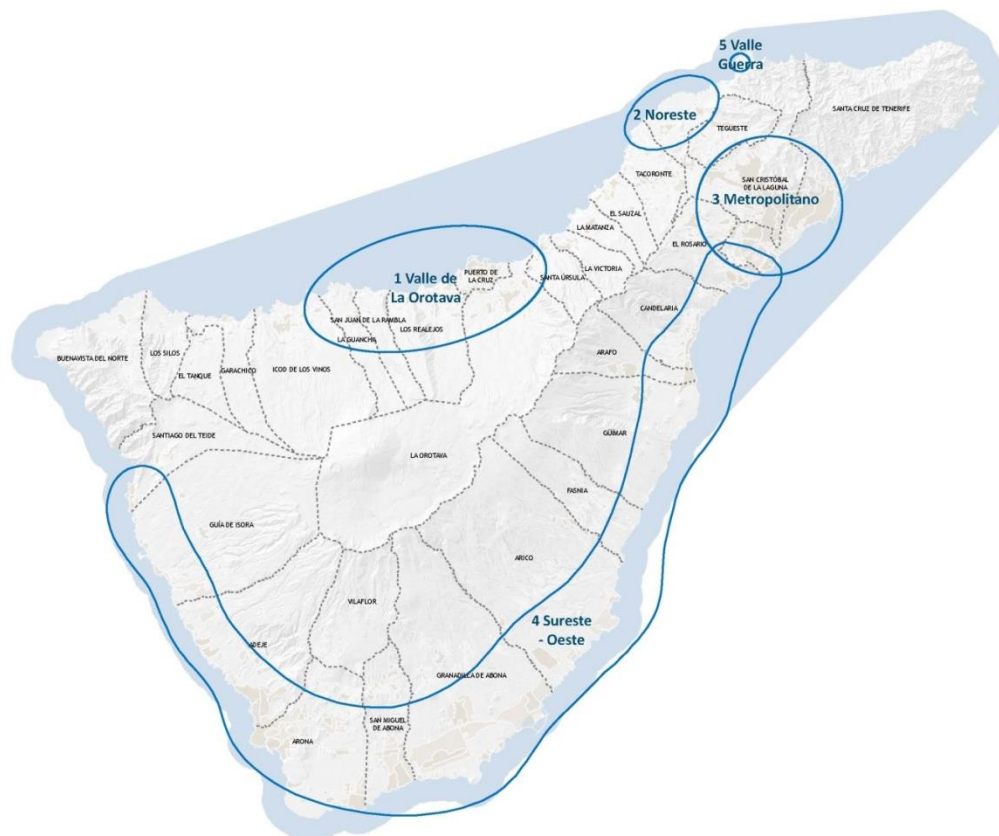 5 Valle
Guerra
SANTA CRUZ DE TENERIFE
2 Noreste
TEGUESTE
TACORONTE
SAN CRISTÓBAL
DE LA LAGUNA
3 Metropolitano
EL SAUZAL
LA MATANZA
EL ROSARIO
LA VICTORIA
SANTA ÚRSULA
PUERTO DE
LA CRUZ
1 Valle de
La Orotava
CANDELARIA
SAN JUAN DE LA RAMBLA
LOS REALEJOS
LA GUANCHA
BUENAVISTA DEL NORTE
LOS SILOS
EL TANQUE
GARACHICO
ICOD DE LOS VINOS
ARAFO
SANTIAGO DEL TEIDE
GÜÍMAR
LA OROTAVA
FASNIA
GUÍA DE ISORA
ARICO
VILAFLOR
4 Sureste
- Oeste
ADEJE
GRANADILLA DE ABONA
SAN MIGUEL
DE ABONA
ARONA